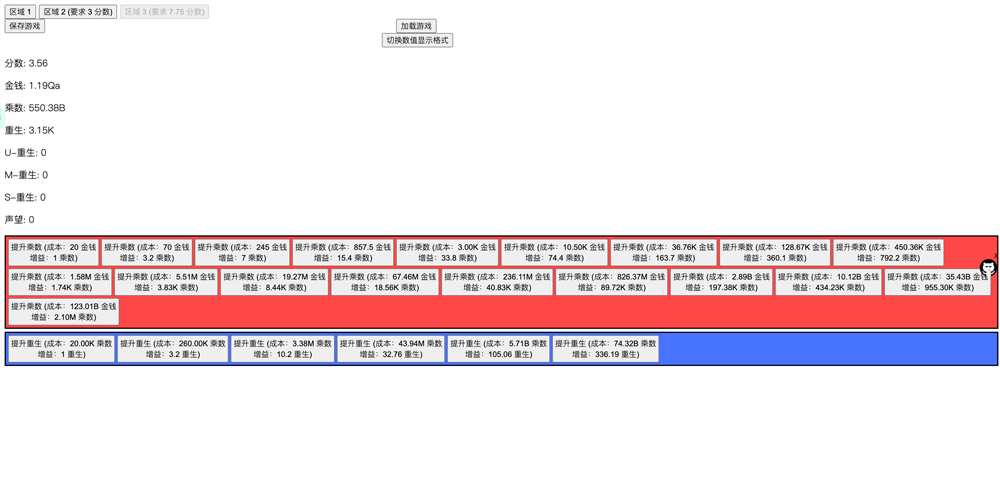 区域 1 区域 2 (要求 3 分数) 区域 3 (要求 7.75 分数)
保存游戏 加载游戏
切换数值显示格式
分数: 3.56
金钱: 1.19Qa
乘数: 550.38B
重生: 3.15K
U-重生: 0
M-重生: 0
S-重生: 0
声望: 0
提升乘数 (成本：20 金钱 提升乘数 (成本：70 金钱 提升乘数 (成本：245 金钱 提升乘数 (成本：857.5 金钱 提升乘数 (成本：3.00K 金钱 提升乘数 (成本：10.50K 金钱 提升乘数 (成本：36.76K 金钱 提升乘数 (成本：128.67K 金钱 提升乘数 (成本：450.36K 金钱
增益：1 乘数) 增益：3.2 乘数) 增益：7 乘数) 增益：15.4 乘数) 增益：33.8 乘数) 增益：74.4 乘数) 增益：163.7 乘数) 增益：360.1 乘数) 增益：792.2 乘数)
提升乘数 (成本：1.58M 金钱 提升乘数 (成本：5.51M 金钱 提升乘数 (成本：19.27M 金钱 提升乘数 (成本：67.46M 金钱 提升乘数 (成本：236.11M 金钱 提升乘数 (成本：826.37M 金钱 提升乘数 (成本：2.89B 金钱 提升乘数 (成本：10.12B 金钱 提升乘数 (成本：35.43B 金钱
增益：1.74K 乘数) 增益：3.83K 乘数) 增益：8.44K 乘数) 增益：18.56K 乘数) 增益：40.83K 乘数) 增益：89.72K 乘数) 增益：197.38K 乘数) 增益：434.23K 乘数) 增益：955.30K 乘数)
提升乘数 (成本：123.01B 金钱
增益：2.10M 乘数)
提升重生 (成本：20.00K 乘数 提升重生 (成本：260.00K 乘数 提升重生 (成本：3.38M 乘数 提升重生 (成本：43.94M 乘数 提升重生 (成本：5.71B 乘数 提升重生 (成本：74.32B 乘数
增益：1 重生) 增益：3.2 重生) 增益：10.2 重生) 增益：32.76 重生) 增益：105.06 重生) 增益：336.19 重生)